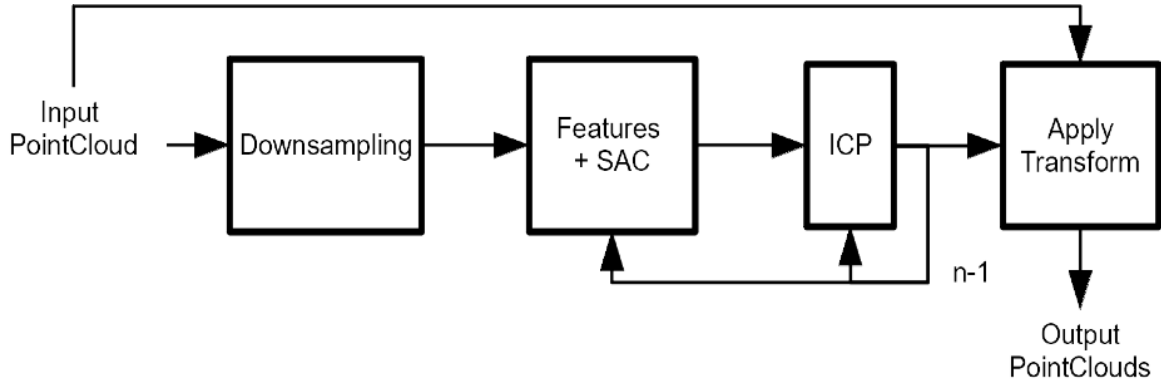 Input
PointCloud
Downsampling
Features
+ SAC
ICP
Apply
Transform
n-1
Output
PointClouds